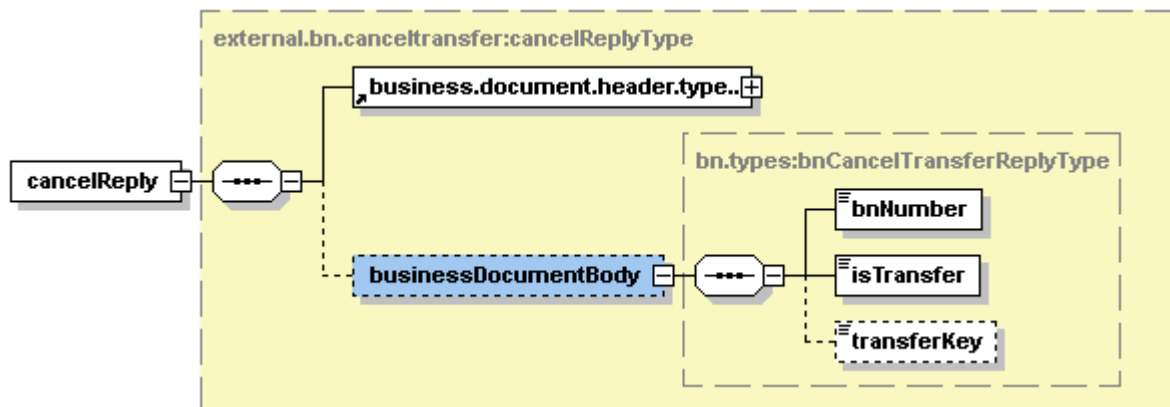 external.bn.canceltransfer:cancelReplyType
business.document.header.type..
bn.types:bnCancelTransferReplyType
cancelReply
bnNumber
businessDocumentBody
isTransfer
transferKey